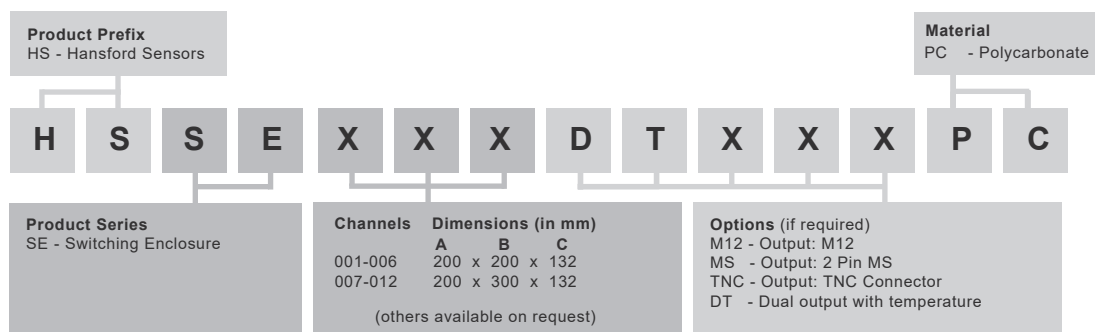 Product Prefix
HS - Hansford Sensors
Material
PC - Polycarbonate
H S S E X X X D T X X X P C
Product Series
SE - Switching Enclosure
Channels Dimensions (in mm)
A B C
001-006 200 x 200 x 132
007-012 200 x 300 x 132
(others available on request)
Options (if required)
M12 - Output: M12
MS - Output: 2 Pin MS
TNC - Output: TNC Connector
DT - Dual output with temperature